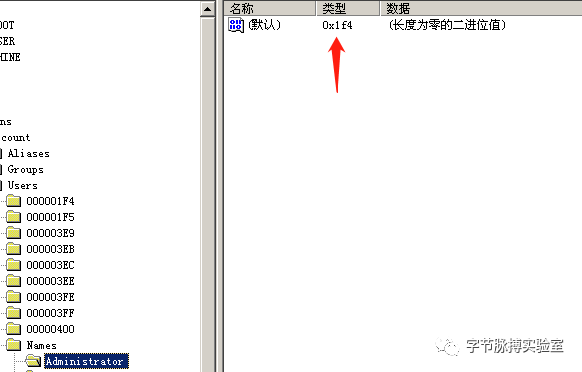 OOT
SER
HINE
ns
count
Aliases
Groups
Users
000001F4
000001F5
000003E9
000003EB
000003EC
000003EE
000003FE
000003FF
00000400
Names
Administrator
名称 类型 数据
(默认) 0x1f4 (长度为零的二进位值)
字节脉搏实验室